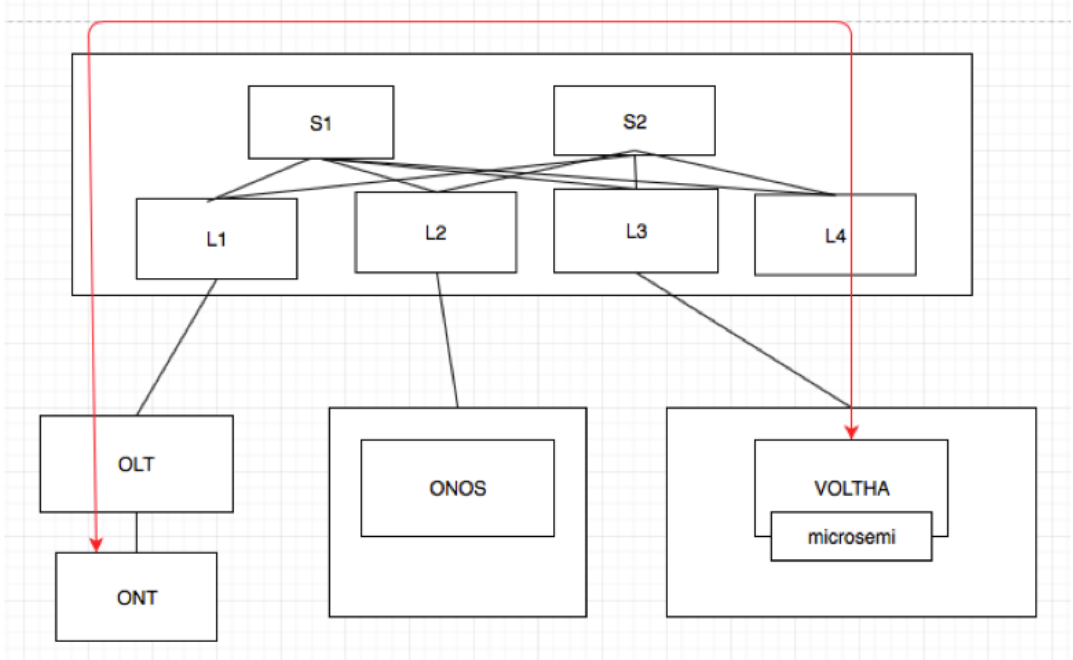 S1
S2
L1
L2
L3
L4
OLT
ONOS
VOLTHA
microsemi
ONT